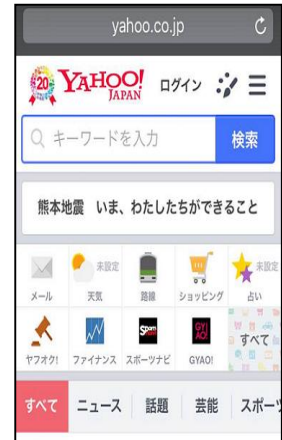 yahoo.co.jp
20 YAHOO! JAPAN ログイン
キーワードを入力 検索
熊本地震 いま、わたしたちができること
未設定 未設定
メール 天気 路線 ショッピング 占い
Spom GYAO! すべて
ヤフオク! ファイナンス スポーツナビ GYAO!
すべて ニュース 話題 芸能 スポーツ